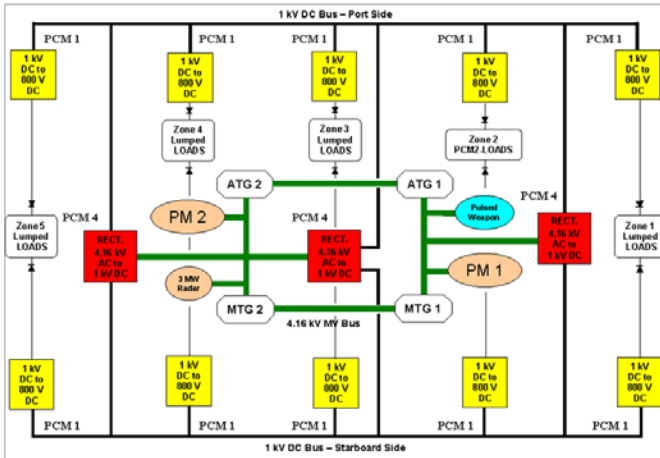 1 kV DC Bus – Port Side
PCM 1
PCM 1
PCM 1
PCM 1
PCM 1
1 kV
DC to
800 V
DC
1 kV
DC to
800 V
DC
1 kV
DC to
800 V
DC
1 kV
DC to
800 V
DC
1 kV
DC to
800 V
DC
Zone 4
Lumped
LOADS
Zone 3
Lumped
LOADS
Zone 2
PCM2-LOADS
ATG 2
ATG 1
PCM 4
PCM 4
PCM 4
Zone 5
Lumped
LOADS
PM 2
Pulsed
Weapon
Zone 1
Lumped
LOADS
RECT.
4.16 kV
AC to
1 kV DC
RECT.
4.16 kV
AC to
1 kV DC
RECT.
4.16 kV
AC to
1 kV DC
3 MW
Radar
PM 1
MTG 2
MTG 1
4.16 kV MV Bus
1 kV
DC to
800 V
DC
1 kV
DC to
800 V
DC
1 kV
DC to
800 V
DC
1 kV
DC to
800 V
DC
1 kV
DC to
800 V
DC
PCM 1
PCM 1
PCM 1
PCM 1
PCM 1
1 kV DC Bus – Starboard Side